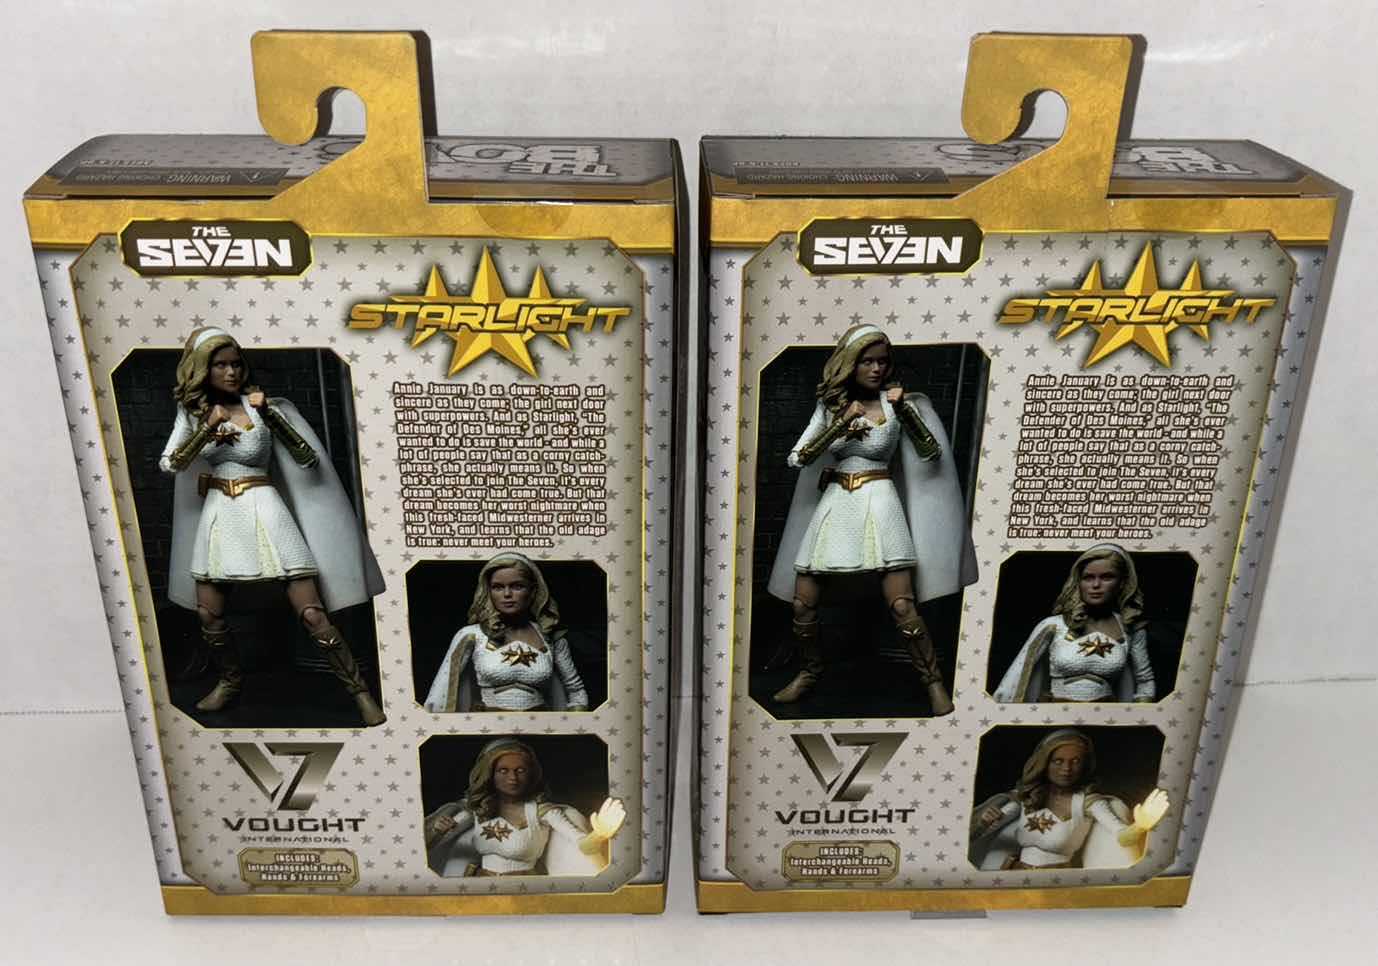 WARNING
CHOKING HAZARD
THE
BOYS
THE
SEVEN
STARLIGHT
Annie January is as down-to-earth and
sincere as they come; the girl next door
with superpowers. And as Starlight, "The
Defender of Des Moines," all she's ever
wanted to do is save the world - and while a
lot of people say that as a corny catch-
phrase, she actually means it. So when
she's selected to join The Seven, it's every
dream she's ever had come true. But that
dream becomes her worst nightmare when
this fresh-faced Midwesterner arrives in
New York, and learns that the old adage
is true: never meet your heroes.
VOUGHT
INTERNATIONAL
INCLUDES:
Interchangeable Heads,
Hands & Forearms
WARNING
CHOKING HAZARD
THE
BOYS
THE
SEVEN
STARLIGHT
Annie January is as down-to-earth and
sincere as they come; the girl next door
with superpowers. And as Starlight, "The
Defender of Des Moines," all she's ever
wanted to do is save the world - and while a
lot of people say that as a corny catch-
phrase, she actually means it. So when
she's selected to join The Seven, it's every
dream she's ever had come true. But that
dream becomes her worst nightmare when
this fresh-faced Midwesterner arrives in
New York, and learns that the old adage
is true: never meet your heroes.
VOUGHT
INTERNATIONAL
INCLUDES:
Interchangeable Heads,
Hands & Forearms